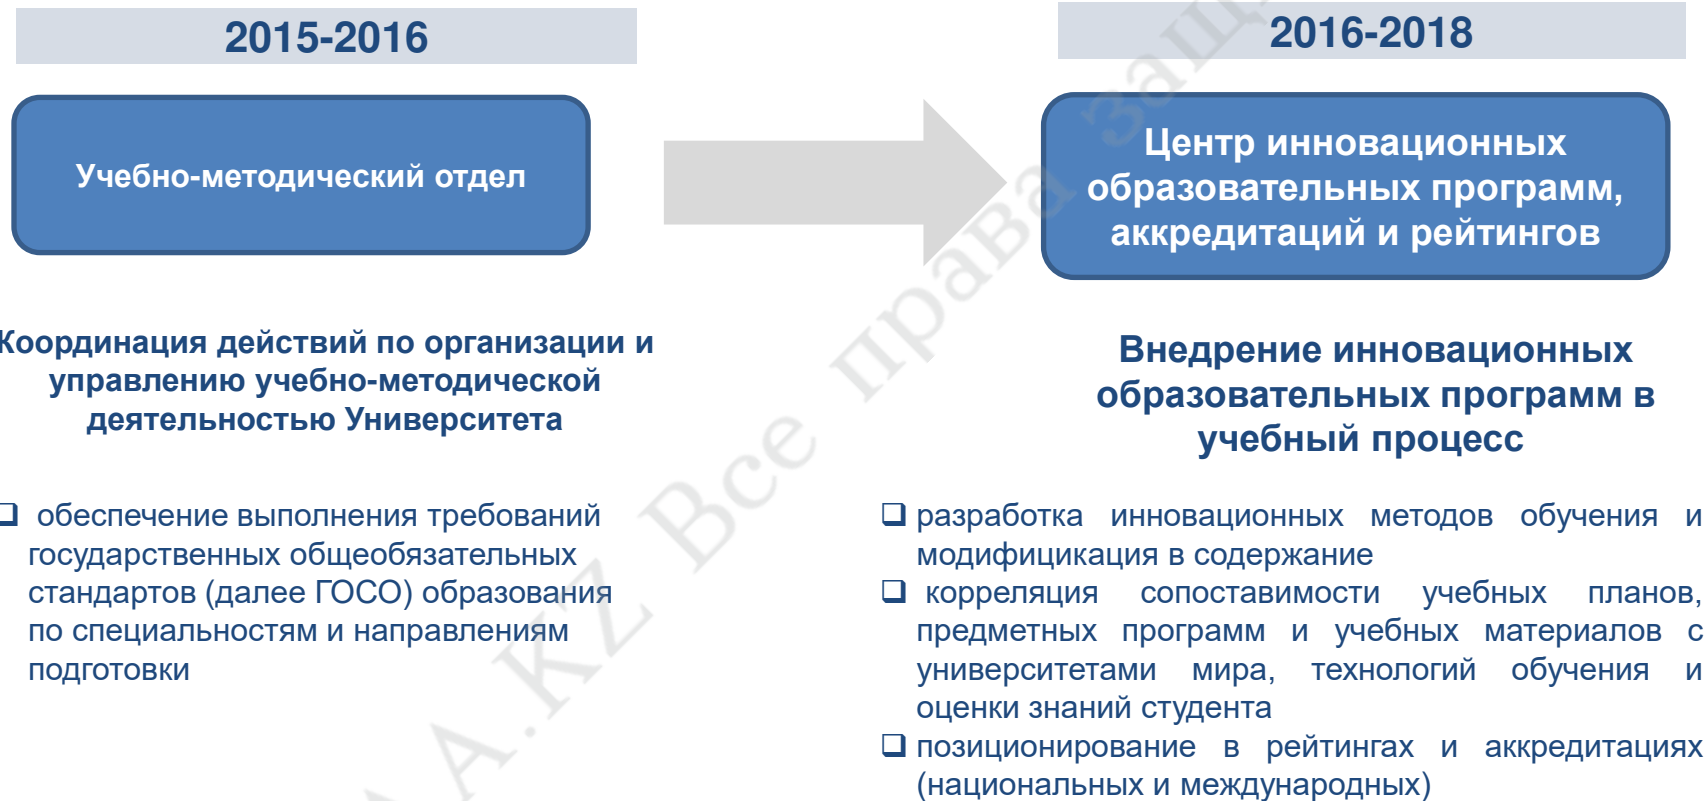 2015-2016
Учебно-методический отдел
Координация действий по организации и
управлению учебно-методической
деятельностью Университета
обеспечение выполнения требований
государственных общеобязательных
стандартов (далее ГОСО) образования
по специальностям и направлениям
подготовки
2016-2018
Центр инновационных
образовательных программ,
аккредитаций и рейтингов
Внедрение инновационных
образовательных программ в
учебный процесс
разработка инновационных методов обучения и
модифицикация в содержание
корреляция сопоставимости учебных планов,
предметных программ и учебных материалов с
университетами мира, технологий обучения и
оценки знаний студента
позиционирование в рейтингах и аккредитациях
(национальных и международных)
A.KZ Все права защи